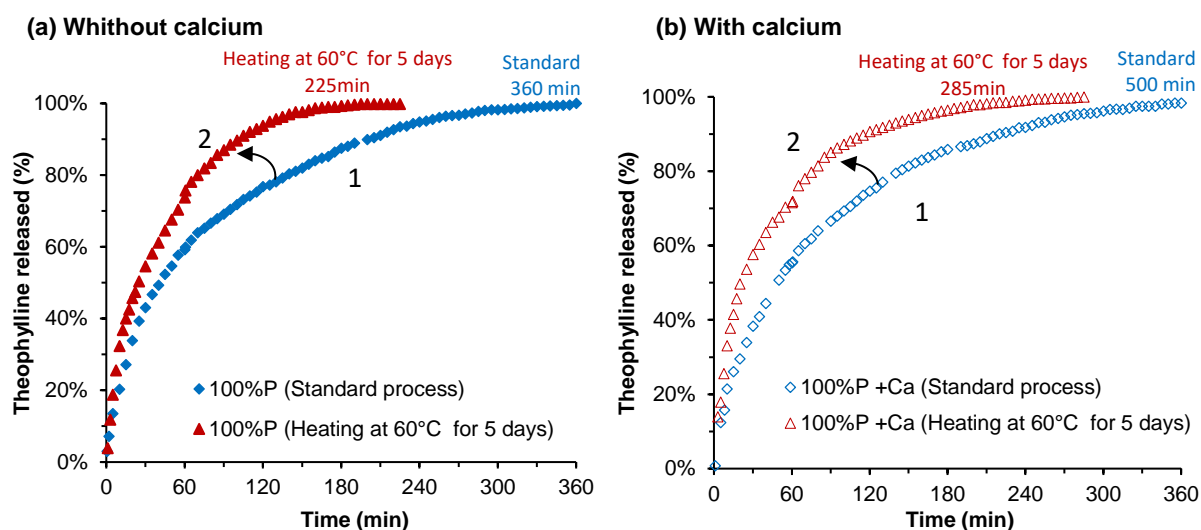 (a) Whithout calcium
Heating at 60°C for 5 days
225min
Standard
360 min
100%
80%
60%
40%
20%
0%
Theophylline released (%)
2
1
100%P (Standard process)
100%P (Heating at 60°C for 5 days)
0 60 120 180 240 300 360
Time (min)
(b) With calcium
Heating at 60°C for 5 days
285min
Standard
500 min
100%
80%
60%
40%
20%
0%
Theophylline released (%)
2
1
100%P +Ca (Standard process)
100%P +Ca (Heating at 60°C for 5 days)
0 60 120 180 240 300 360
Time (min)